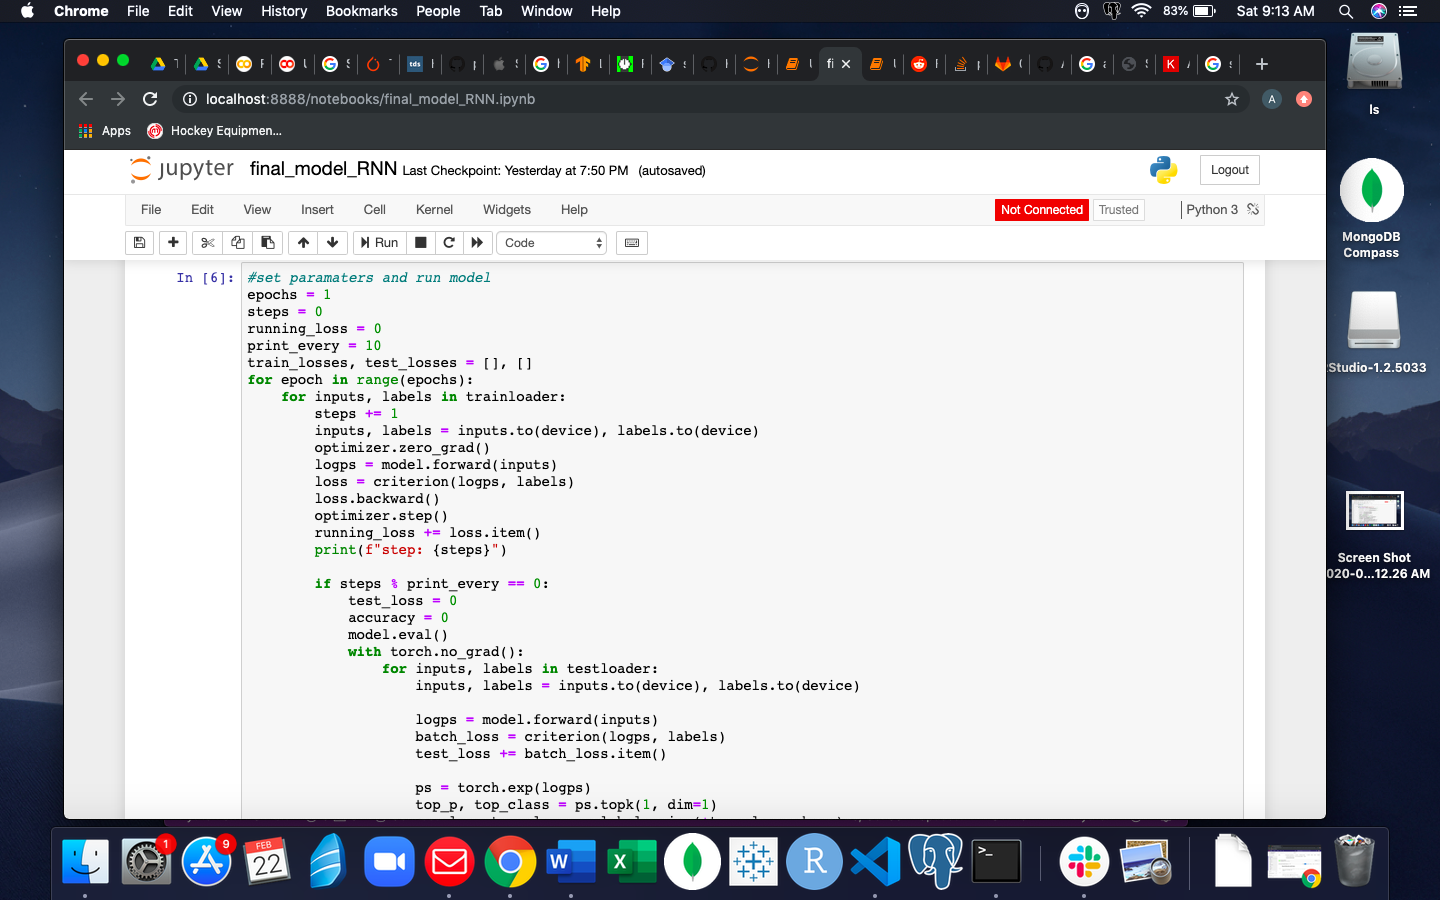 Chrome File Edit View History Bookmarks People Tab Window Help 83% Sat 9:13 AM
tds fi K
localhost:8888/notebooks/final_model_RNN.ipynb A
Apps Hockey Equipmen...
jupyter final_model_RNN Last Checkpoint: Yesterday at 7:50 PM (autosaved) Logout
File Edit View Insert Cell Kernel Widgets Help Not Connected Trusted Python 3
Run Code
In [6]: #set paramaters and run model
epochs = 1
steps = 0
running_loss = 0
print_every = 10
train_losses, test_losses = [], []
for epoch in range(epochs):
    for inputs, labels in trainloader:
        steps += 1
        inputs, labels = inputs.to(device), labels.to(device)
        optimizer.zero_grad()
        logps = model.forward(inputs)
        loss = criterion(logps, labels)
        loss.backward()
        optimizer.step()
        running_loss += loss.item()
        print(f"step: {steps}")
        if steps % print_every == 0:
            test_loss = 0
            accuracy = 0
            model.eval()
            with torch.no_grad():
                for inputs, labels in testloader:
                    inputs, labels = inputs.to(device), labels.to(device)
                    logps = model.forward(inputs)
                    batch_loss = criterion(logps, labels)
                    test_loss += batch_loss.item()
                    ps = torch.exp(logps)
                    top_p, top_class = ps.topk(1, dim=1)
ls
MongoDB
Compass
Studio-1.2.5033
Screen Shot
020-0...12.26 AM
1 9 FEB
22 W X R >_